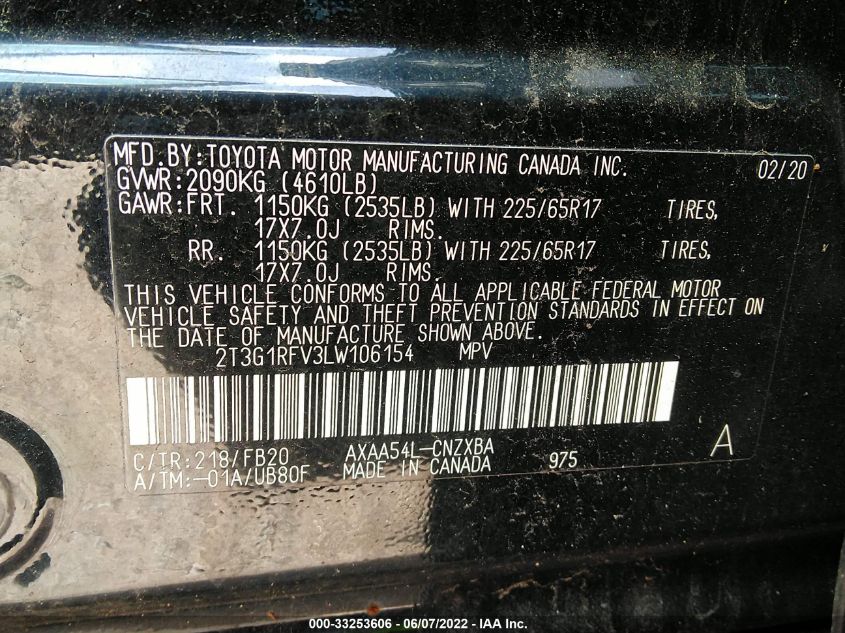 MFD.BY:TOYOTA MOTOR MANUFACTURING CANADA INC. 02/20
GVWR:2090KG (4610LB)
GAWR:FRT. 1150KG (2535LB) WITH 225/65R17 TIRES,
17X7.0J RIMS.
RR. 1150KG (2535LB) WITH 225/65R17 TIRES,
17X7.0J RIMS.
THIS VEHICLE CONFORMS TO ALL APPLICABLE FEDERAL MOTOR
VEHICLE SAFETY AND THEFT PREVENTION STANDARDS IN EFFECT ON
THE DATE OF MANUFACTURE SHOWN ABOVE.
2T3G1RFV3LW106154 MPV
C/TR:218/FB20 AXAA54L-CNZXBA A
A/TM:-01A/UB80F MADE IN CANADA 975
000-33253606 - 06/07/2022 - IAA Inc.